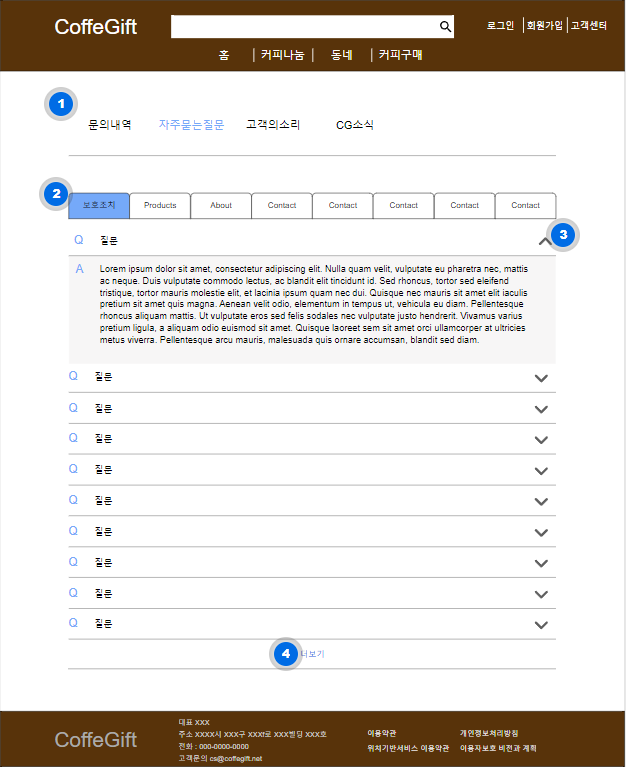 CoffeGift
로그인 회원가입 고객센터
홈 커피나눔 동네 커피구매
1
문의내역 자주묻는질문 고객의소리 CG소식
2
보호조치 Products About Contact Contact Contact Contact Contact
Q 질문
3
A Lorem ipsum dolor sit amet, consectetur adipiscing elit. Nulla quam velit, vulputate eu pharetra nec, mattis
ac neque. Duis vulputate commodo lectus, ac blandit elit tincidunt id. Sed rhoncus, tortor sed eleifend
tristique, tortor mauris molestie elit, et lacinia ipsum quam nec dui. Quisque nec mauris sit amet elit iaculis
pretium sit amet quis magna. Aenean velit odio, elementum in tempus ut, vehicula eu diam. Pellentesque
rhoncus aliquam mattis. Ut vulputate eros sed felis sodales nec vulputate justo hendrerit. Vivamus varius
pretium ligula, a aliquam odio euismod sit amet. Quisque laoreet sem sit amet orci ullamcorper at ultricies
metus viverra. Pellentesque arcu mauris, malesuada quis ornare accumsan, blandit sed diam.
Q 질문
Q 질문
Q 질문
Q 질문
Q 질문
Q 질문
Q 질문
Q 질문
Q 질문
4 더보기
CoffeGift
대표 XXX
주소 XXXX시 XXX구 XXXf로 XXX빌딩 XXX호
전화 : 000-0000-0000
고객문의 cs@coffegift.net
이용약관 개인정보처리방침
위치기반서비스 이용약관 이용자보호 비전과 계획